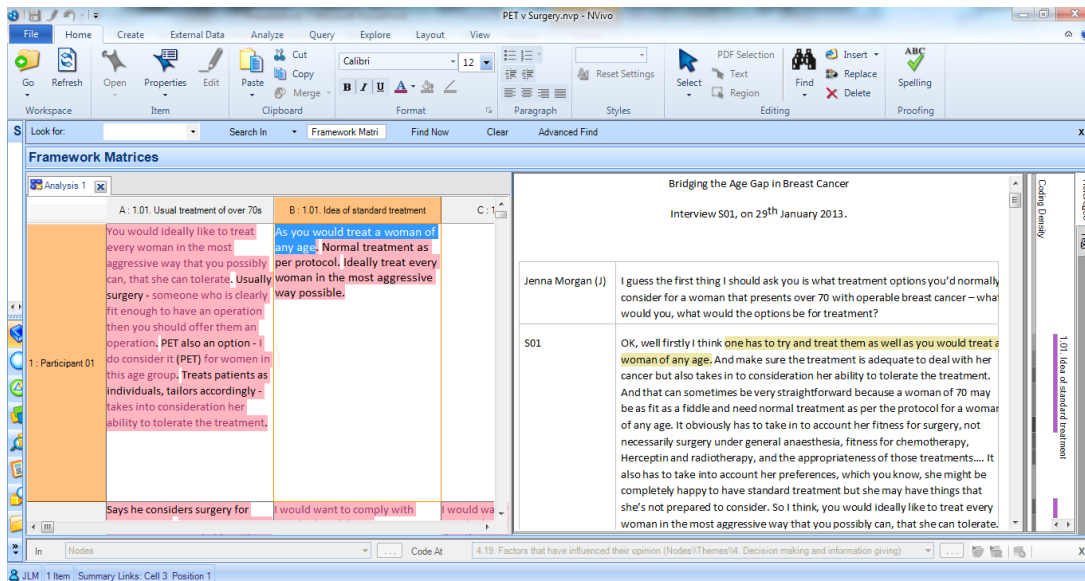 PET v Surgery.nvp - NVivo
File Home Create External Data Analyze Query Explore Layout View
Go Refresh Open Properties Edit Paste Cut Copy Merge
Calibri 12
B I U A
Reset Settings
Select PDF Selection Text Region Find Insert Replace Delete
ABC Spelling
Workspace Item Clipboard Format Paragraph Styles Editing Proofing
S Look for: Search In Framework Matri Find Now Clear Advanced Find x
Framework Matrices
Analysis 1
A : 1.01. Usual treatment of over 70s B : 1.01. Idea of standard treatment C : 1
1 : Participant 01
You would ideally like to treat
every woman in the most
aggressive way that you possibly
can, that she can tolerate. Usually
surgery - someone who is clearly
fit enough to have an operation
then you should offer them an
operation. PET also an option - I
do consider it (PET) for women in
this age group. Treats patients as
individuals, tailors accordingly -
takes into consideration her
ability to tolerate the treatment.
As you would treat a woman of
any age. Normal treatment as
per protocol. Ideally treat every
woman in the most aggressive
way possible.
Says he considers surgery for
I would want to comply with
I would wa
Bridging the Age Gap in Breast Cancer
Interview S01, on 29th January 2013.
Jenna Morgan (J)
I guess the first thing I should ask you is what treatment options you'd normally
consider for a woman that presents over 70 with operable breast cancer – what
would you, what would the options be for treatment?
S01
OK, well firstly I think one has to try and treat them as well as you would treat a
woman of any age. And make sure the treatment is adequate to deal with her
cancer but also takes in to consideration her ability to tolerate the treatment.
And that can sometimes be very straightforward because a woman of 70 may
be as fit as a fiddle and need normal treatment as per the protocol for a woman
of any age. It obviously has to take in to account her fitness for surgery, not
necessarily surgery under general anaesthesia, fitness for chemotherapy,
Herceptin and radiotherapy, and the appropriateness of those treatments.... It
also has to take into account her preferences, which you know, she might be
completely happy to have standard treatment but she may have things that
she's not prepared to consider. So I think, you would ideally like to treat every
woman in the most aggressive way that you possibly can, that she can tolerate.
Coding Density
1.01. Idea of standard treatment
In Nodes ... Code At 4.19. Factors that have influenced their opinion (Nodes\\Themes\\4. Decision making and information giving) ... x
JLM 1 Item Summary Links: Cell 3 Position 1